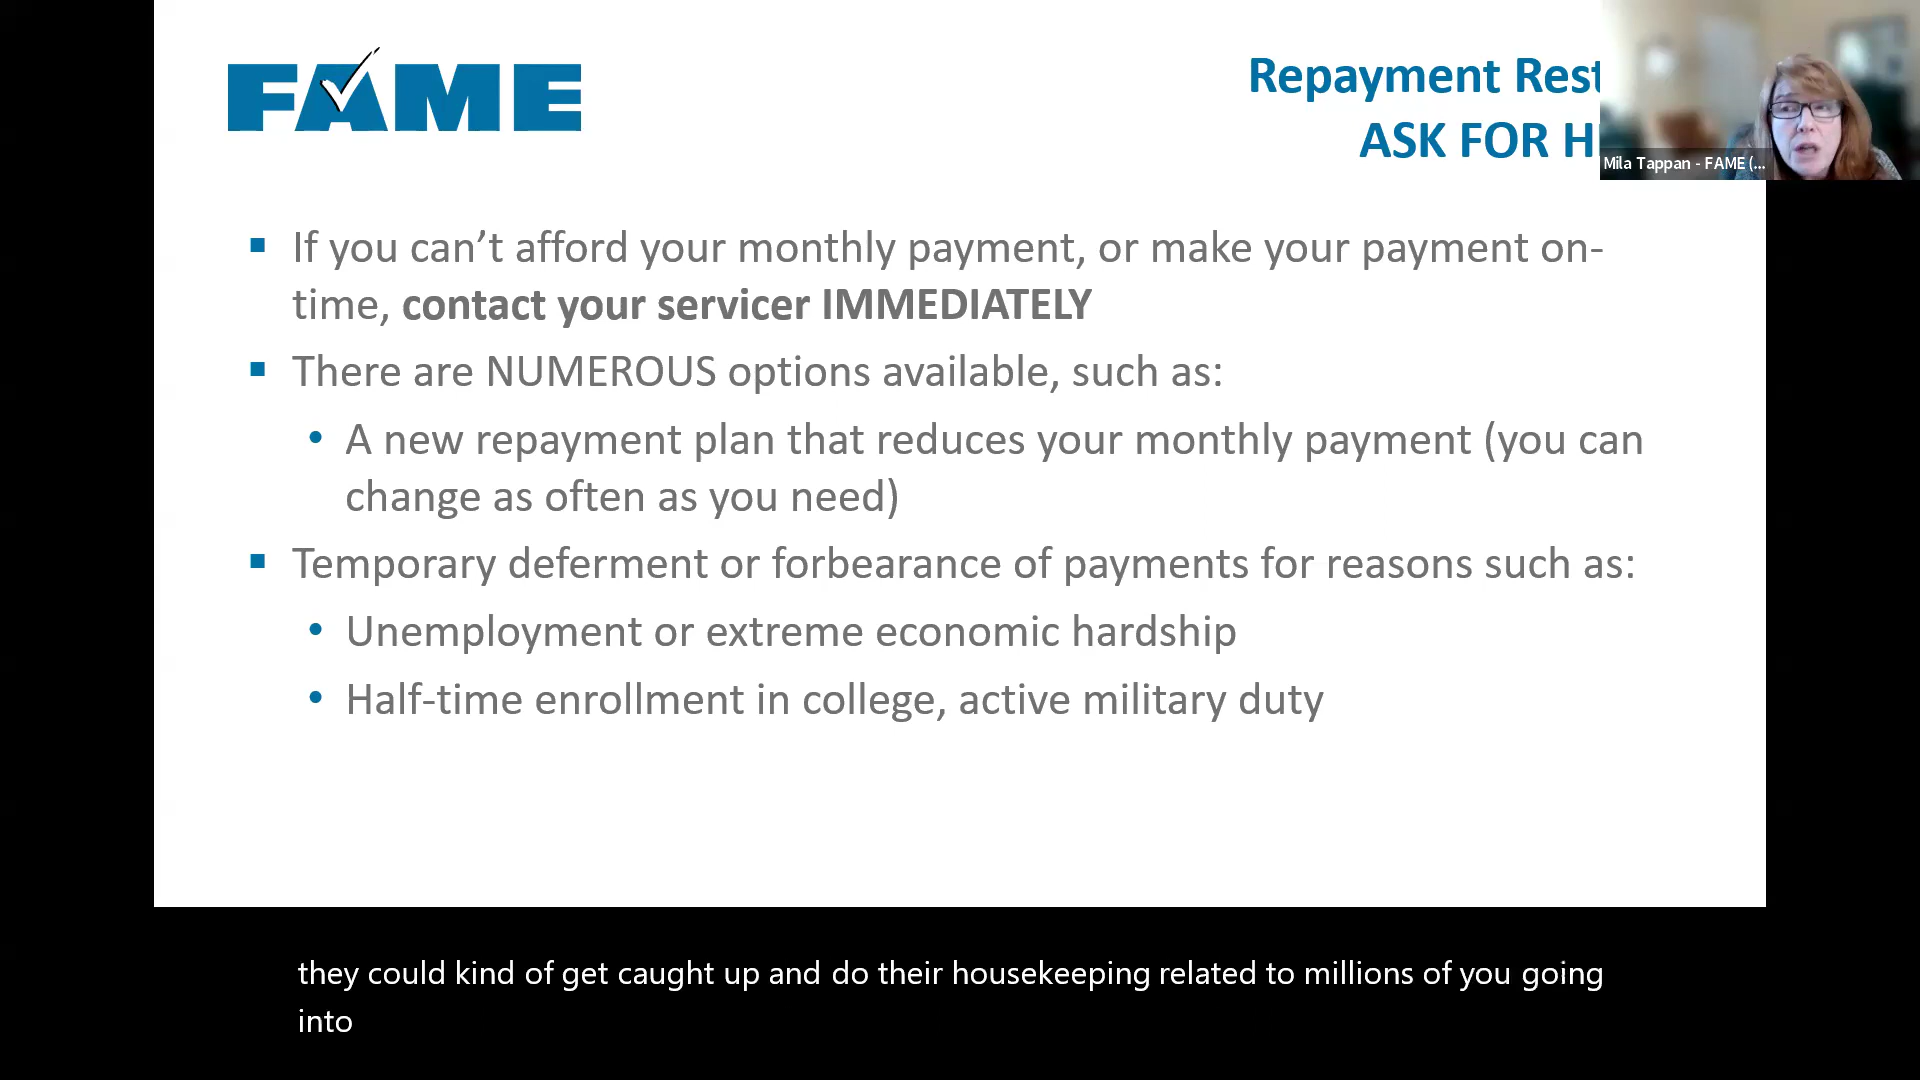 FAME
Repayment Rest
ASK FOR H
Mila Tappan - FAME (...
▪ If you can’t afford your monthly payment, or make your payment on-
time, contact your servicer IMMEDIATELY
▪ There are NUMEROUS options available, such as:
• A new repayment plan that reduces your monthly payment (you can
change as often as you need)
▪ Temporary deferment or forbearance of payments for reasons such as:
• Unemployment or extreme economic hardship
• Half-time enrollment in college, active military duty
they could kind of get caught up and do their housekeeping related to millions of you going
into